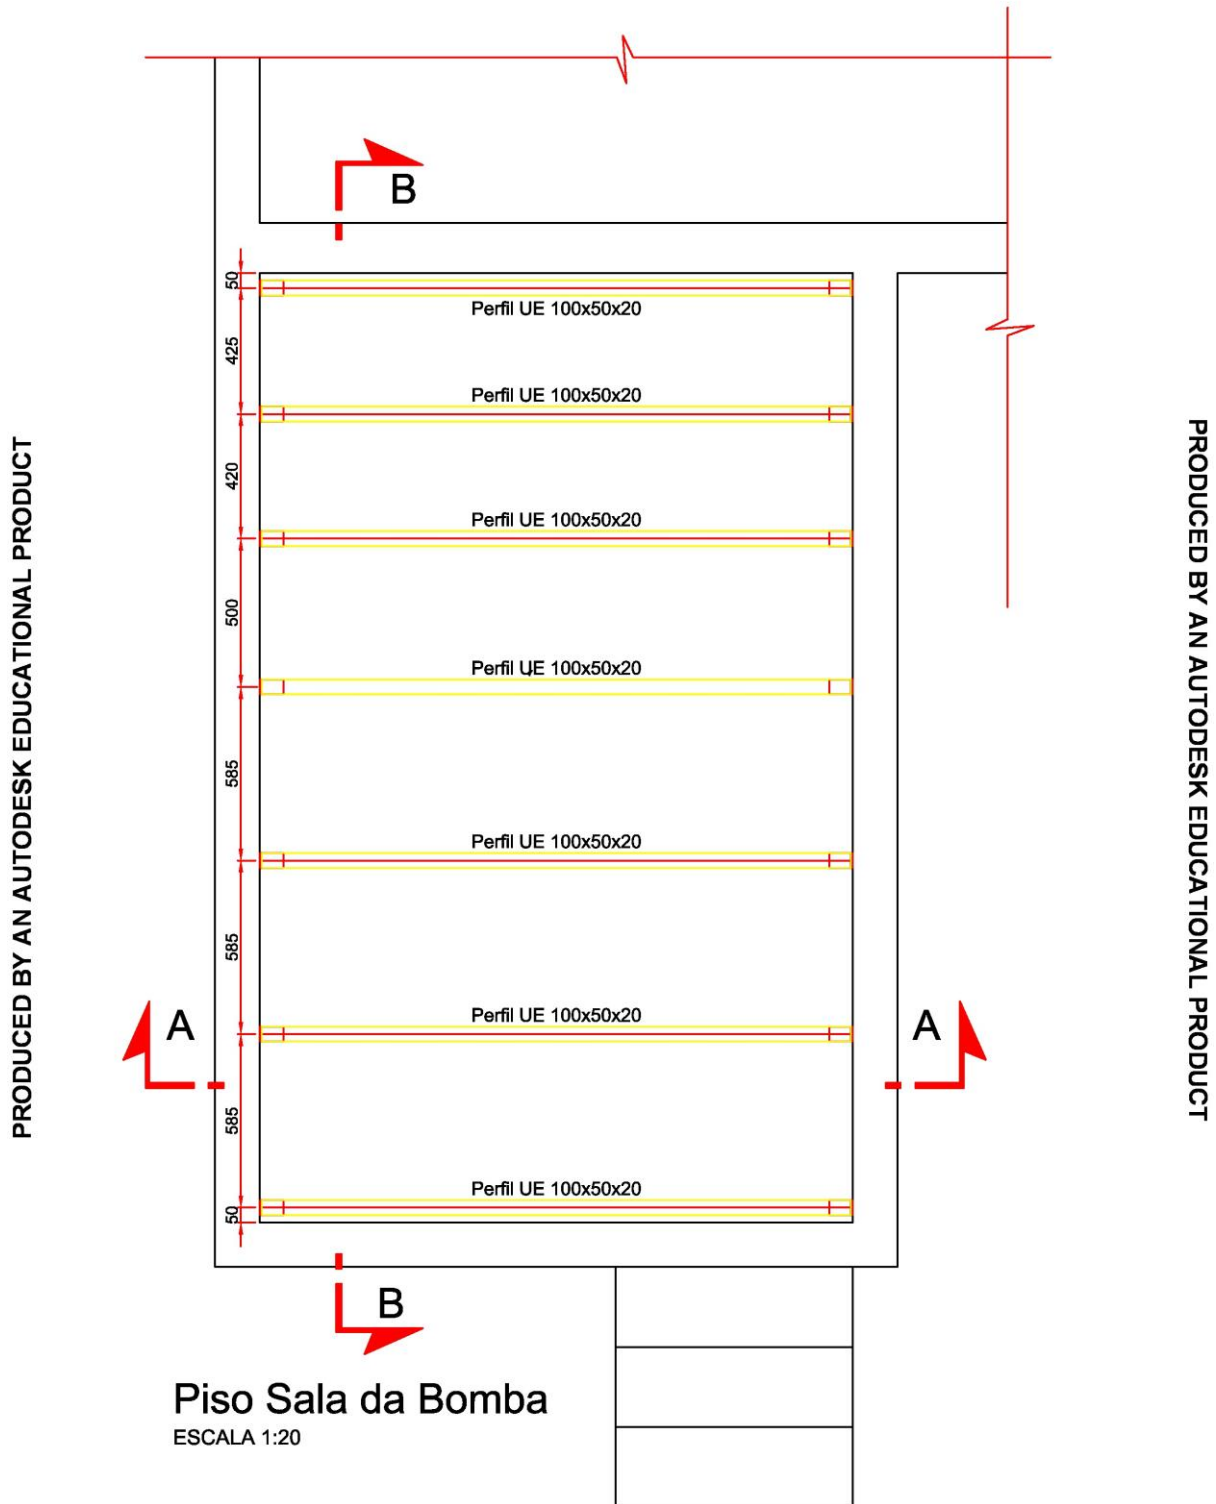 B
50
Perfil UE 100x50x20
425
Perfil UE 100x50x20
420
Perfil UE 100x50x20
500
Perfil UE 100x50x20
585
Perfil UE 100x50x20
585
Perfil UE 100x50x20
A
A
585
Perfil UE 100x50x20
50
B
Piso Sala da Bomba
ESCALA 1:20
PRODUCED BY AN AUTODESK EDUCATIONAL PRODUCT
PRODUCED BY AN AUTODESK EDUCATIONAL PRODUCT